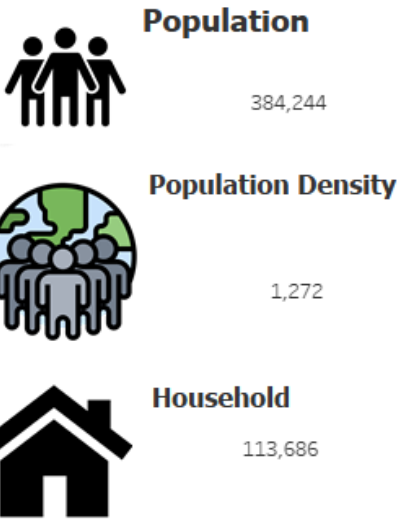 Population
384,244
Population Density
1,272
Household
113,686